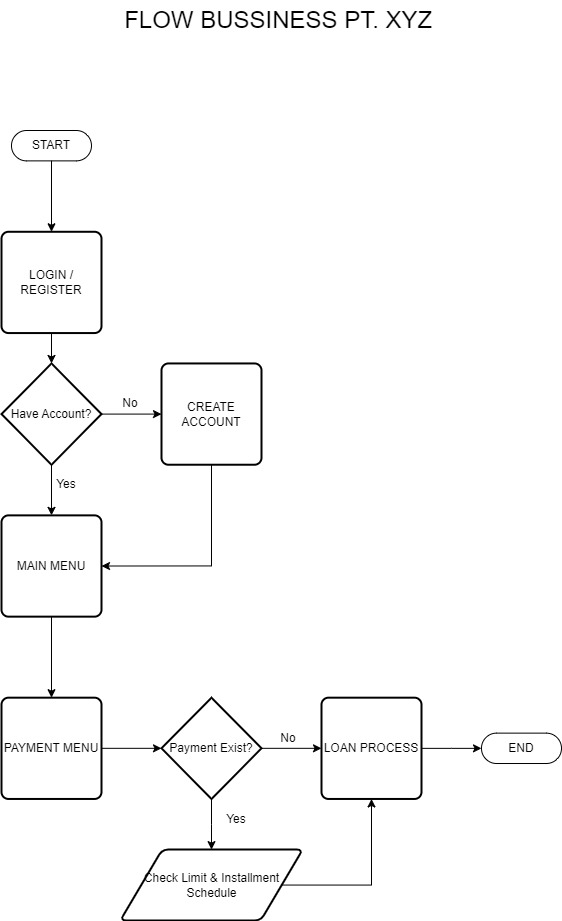 FLOW BUSSINESS PT. XYZ
START
LOGIN /
REGISTER
Have Account?
No
CREATE
ACCOUNT
Yes
MAIN MENU
PAYMENT MENU
Payment Exist?
No
LOAN PROCESS
END
Yes
Check Limit & Installment
Schedule